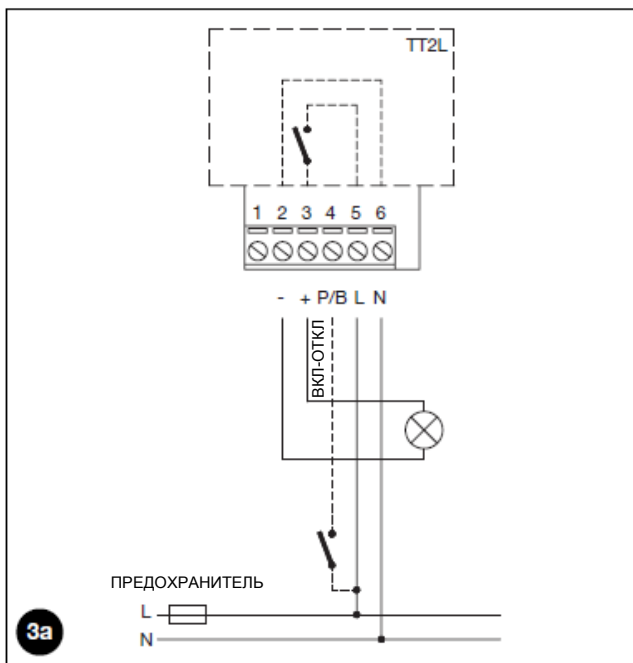 TT2L
1 2 3 4 5 6
- + P/B L N
ВКЛ-ОТКЛ
ПРЕДОХРАНИТЕЛЬ
L
3a
N